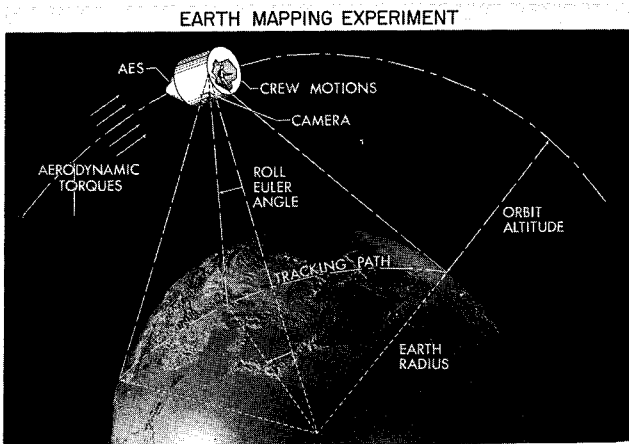 EARTH MAPPING EXPERIMENT
AES
CREW MOTIONS
CAMERA
AERODYNAMIC
TORQUES
ROLL
EULER
ANGLE
ORBIT
ALTITUDE
TRACKING PATH
EARTH
RADIUS